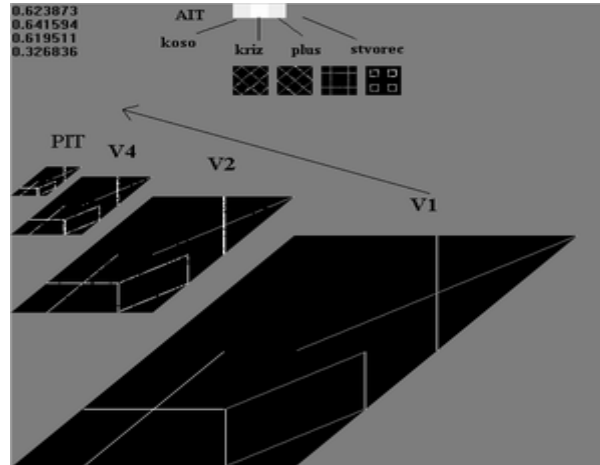 0.623873
0.641594
0.619511
0.326836
AIT
koso kriz plus stvorec
PIT
V4
V2
V1